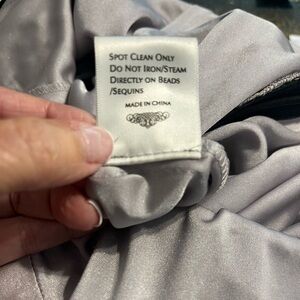 SPOT CLEAN ONLY
DO NOT IRON/STEAM
DIRECTLY ON BEADS
/SEQUINS
MADE IN CHINA